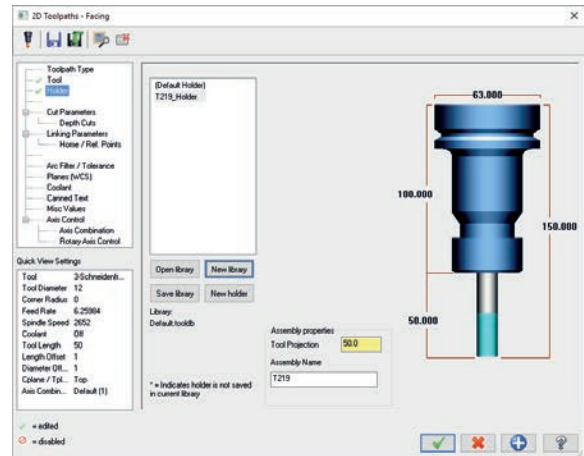 2D Toolpaths - Facing
Toolpath Type
Tool
Holder
Cut Parameters
Depth Cuts
Linking Parameters
Home / Ref. Points
Arc Filter / Tolerance
Planes (WCS)
Coolant
Canned Text
Misc Values
Axis Control
Axis Combination
Rotary Axis Control
Quick View Settings
Tool 3-Schneidenfr...
Tool Diameter 12
Corner Radius 0
Feed Rate 6.25984
Spindle Speed 2652
Coolant Off
Tool Length 50
Length Offset 1
Diameter Off... 1
Cplane / Tpl... Top
Axis Combin... Default (1)
= edited
= disabled
(Default Holder)
T219_Holder
Open library New library
Save library New holder
Library:
Default.tooldb
* = Indicates holder is not saved
in current library
Assembly properties
Tool Projection 50.0
Assembly Name
T219
63.000
100.000
150.000
50.000